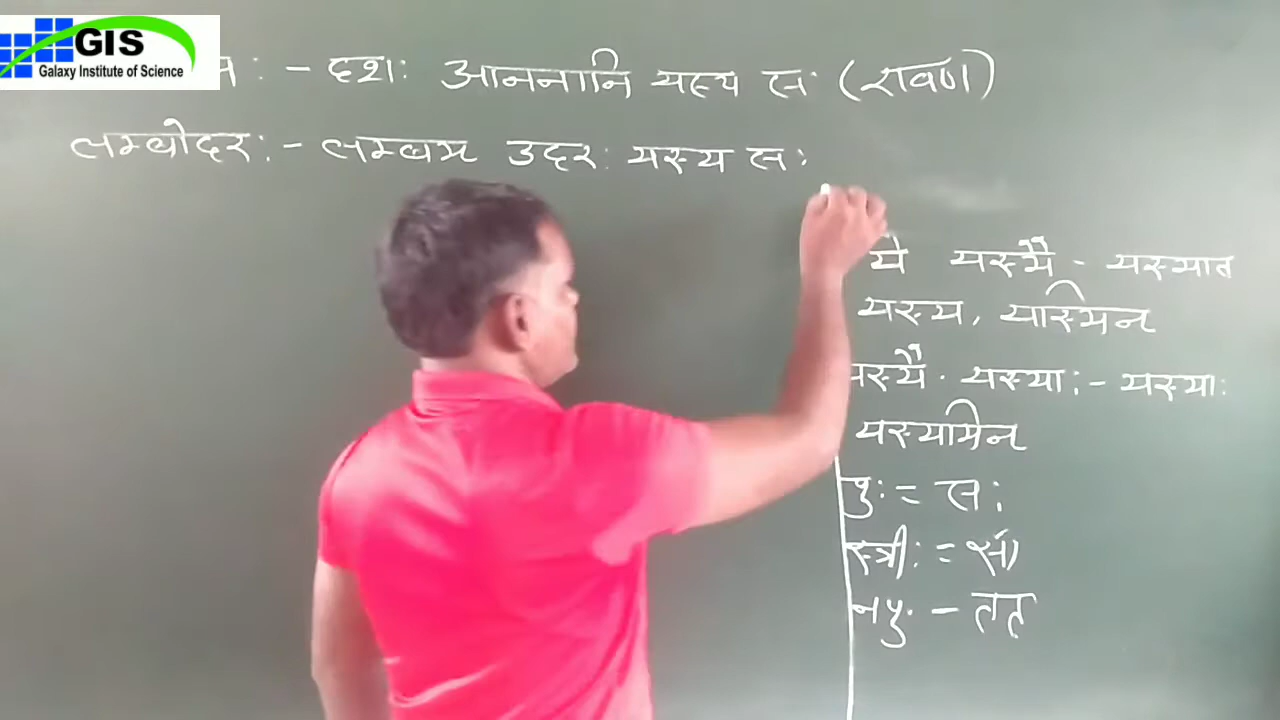 GIS
Galaxy Institute of Science
: - दशः आननानि यस्य सः (रावण)
लम्बोदर: - लम्बम उदर: यस्य स:
ये यस्मै - यस्मात
यस्य, यास्मिन
यस्यै - यस्या: - यस्या:
यस्यामिन
पु: = स:
स्त्री: = सा
नपु. - तत्